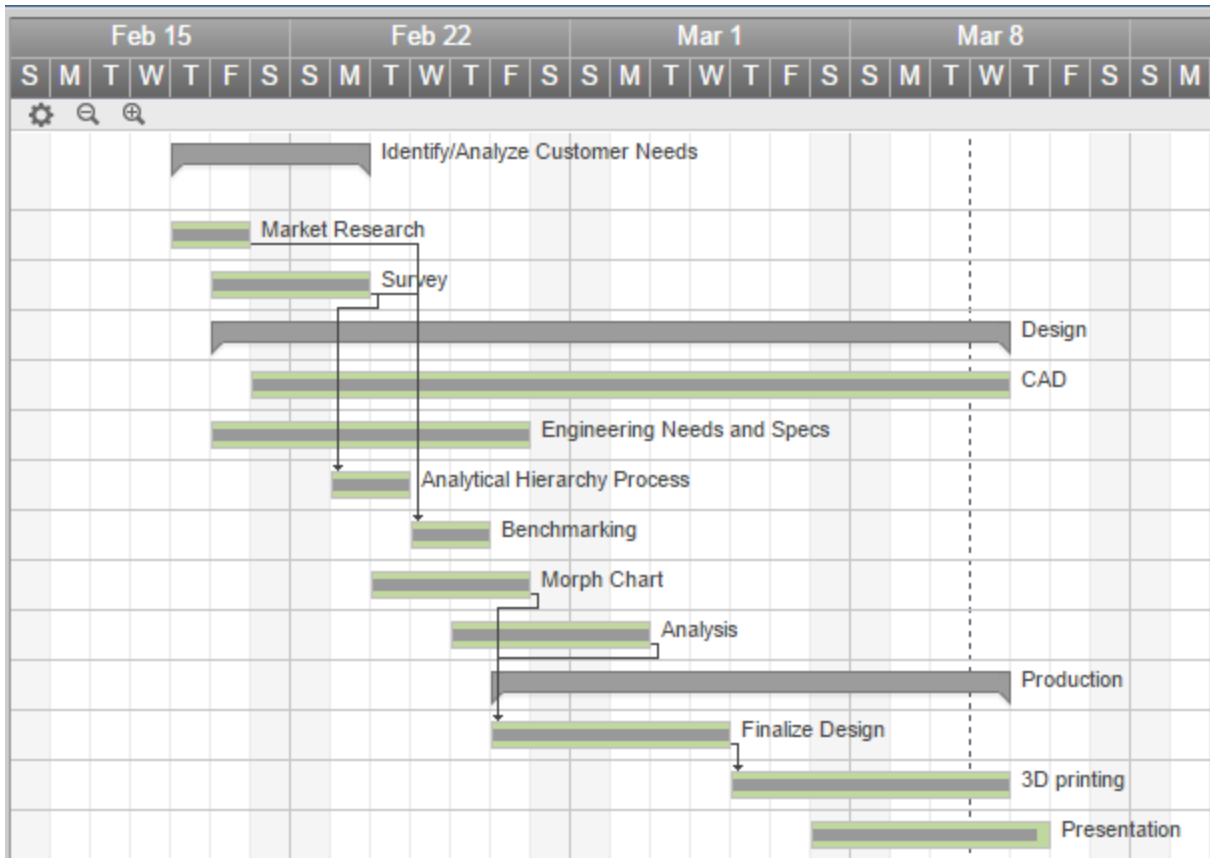 Feb 15 Feb 22 Mar 1 Mar 8
S M T W T F S S M T W T F S S M T W T F S S M T W T F S S M
Identify/Analyze Customer Needs
Market Research
Survey
Design
CAD
Engineering Needs and Specs
Analytical Hierarchy Process
Benchmarking
Morph Chart
Analysis
Production
Finalize Design
3D printing
Presentation